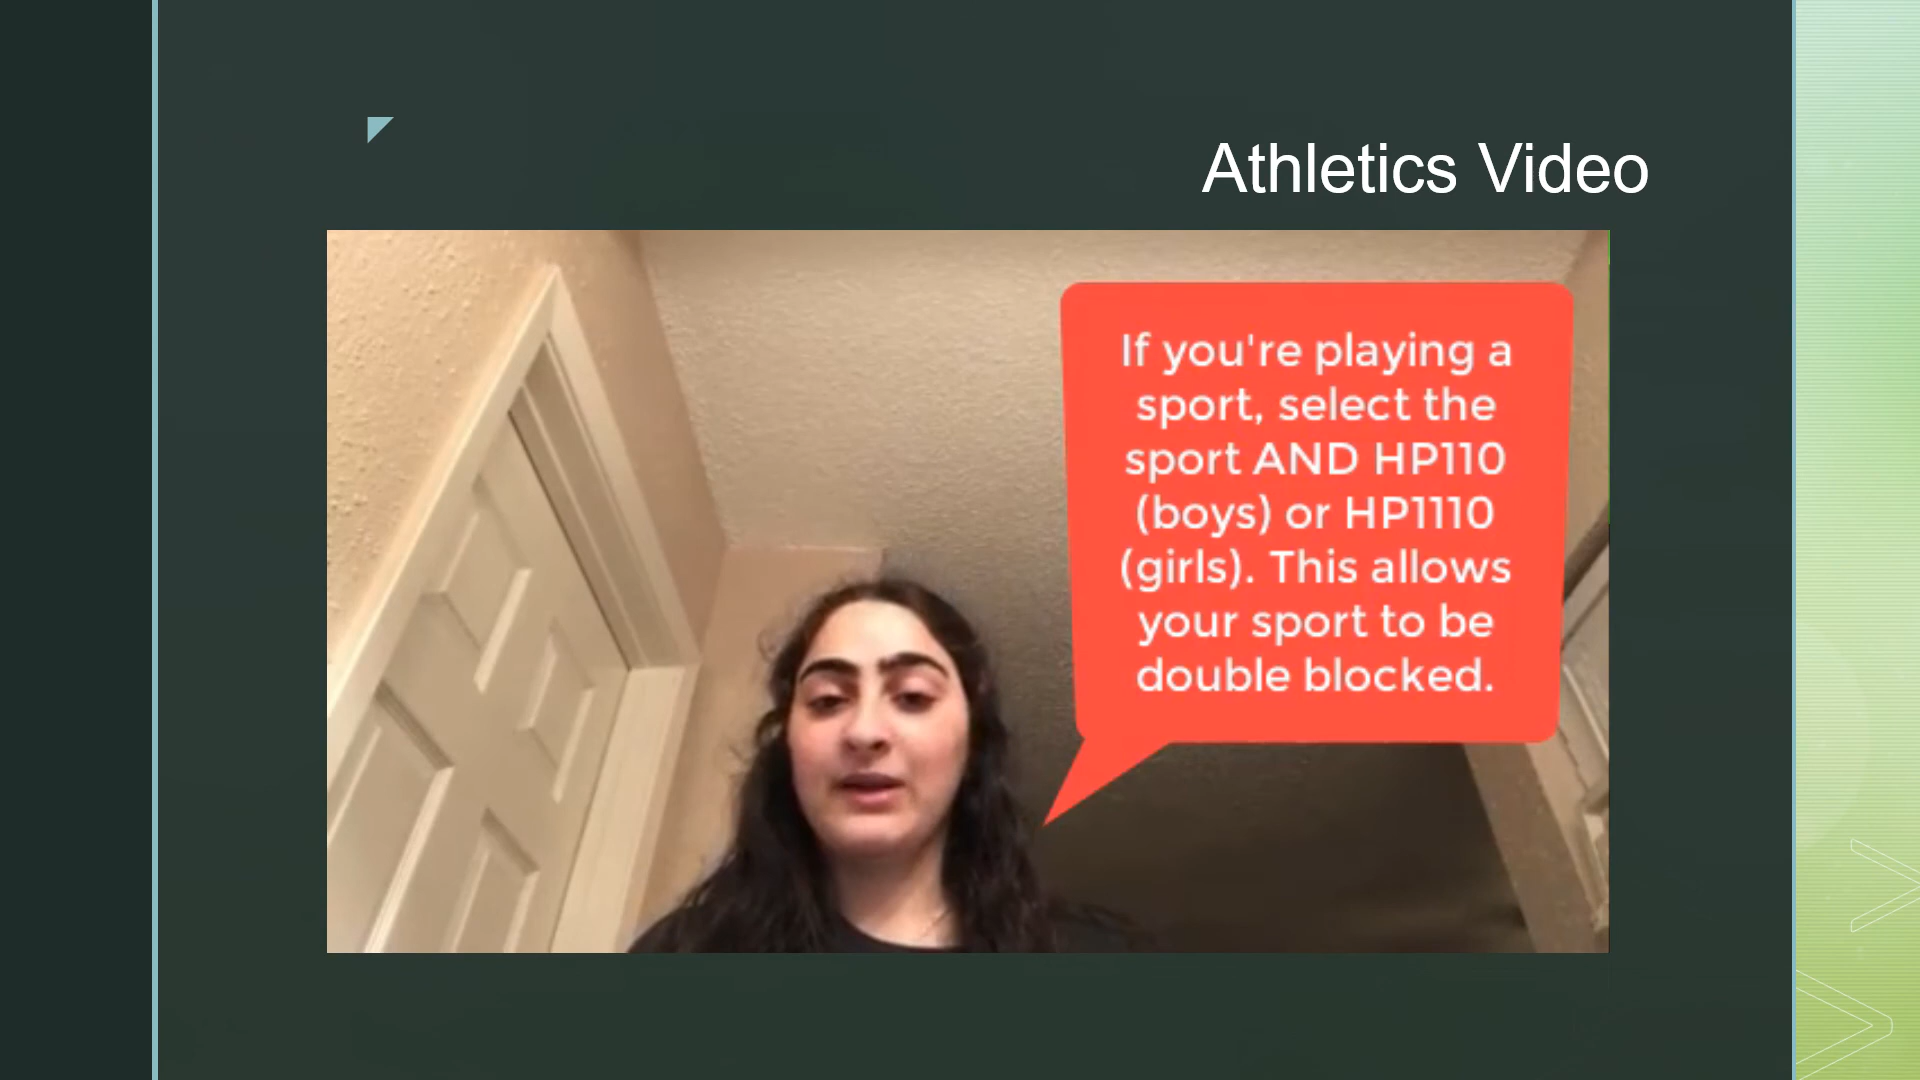 Athletics Video
If you're playing a
sport, select the
sport AND HP110
(boys) or HP1110
(girls). This allows
your sport to be
double blocked.